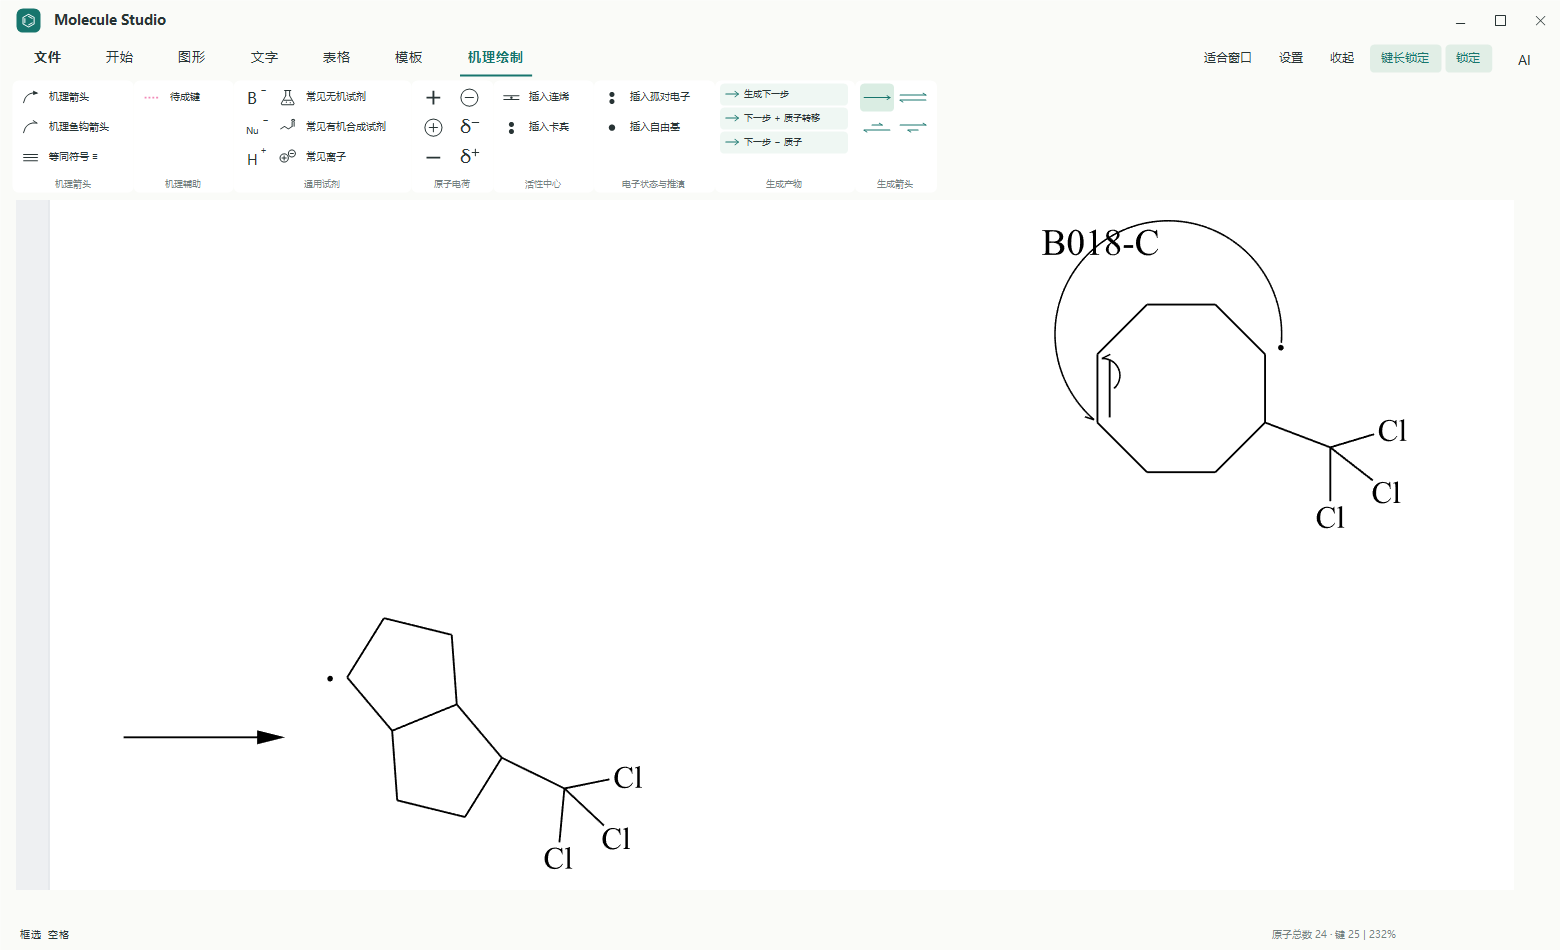 Molecule Studio
文件 开始 图形 文字 表格 模板 机理绘制 适合窗口 设置 收起 键长锁定 锁定 AI
机理箭头 待成键 B⁻ 常见无机试剂 + ⊖ 插入连烯 插入孤对电子 生成下一步
机理鱼钩箭头 Nu⁻ 常见有机合成试剂 ⊕ δ⁻ 插入卡宾 插入自由基 下一步 + 质子转移
等同符号 ≡ H⁺ 常见离子 − δ⁺ 下一步 − 质子
机理箭头 机理辅助 通用试剂 原子电荷 活性中心 电子状态与推演 生成产物 生成箭头
B018-C
Cl
Cl
Cl
Cl
Cl
Cl
框选 空格 原子总数 24 · 键 25 | 232%